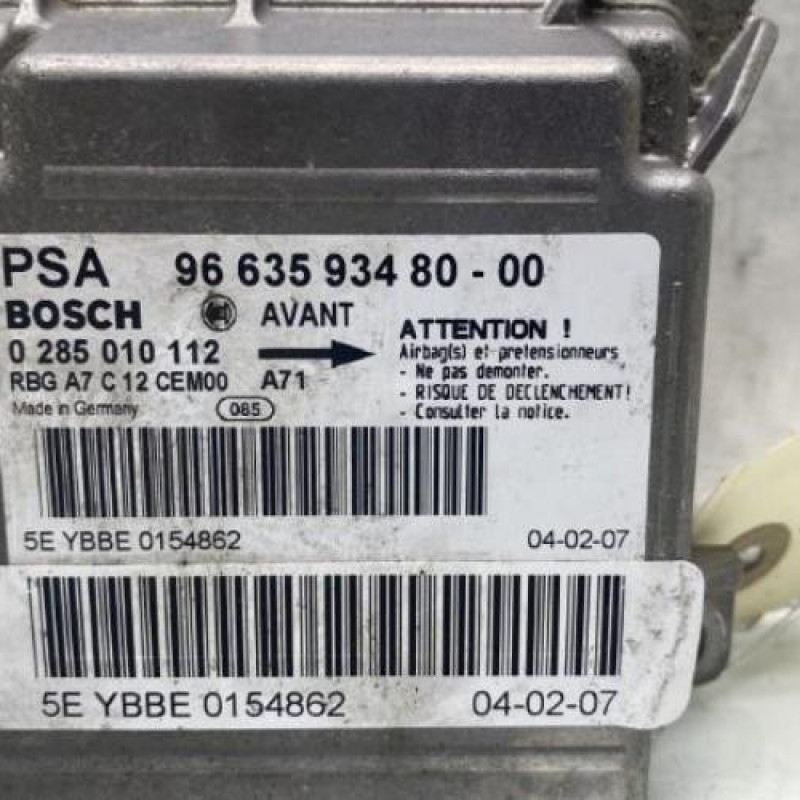 PSA 96 635 934 80 - 00
BOSCH AVANT
0 285 010 112
RBG A7 C 12 CEM00 A71
Made in Germany 085
ATTENTION !
Airbag(s) et pretensionneurs
- Ne pas demonter.
- RISQUE DE DECLENCHEMENT!
- Consulter la notice.
5E YBBE 0154862 04-02-07
5E YBBE 0154862 04-02-07